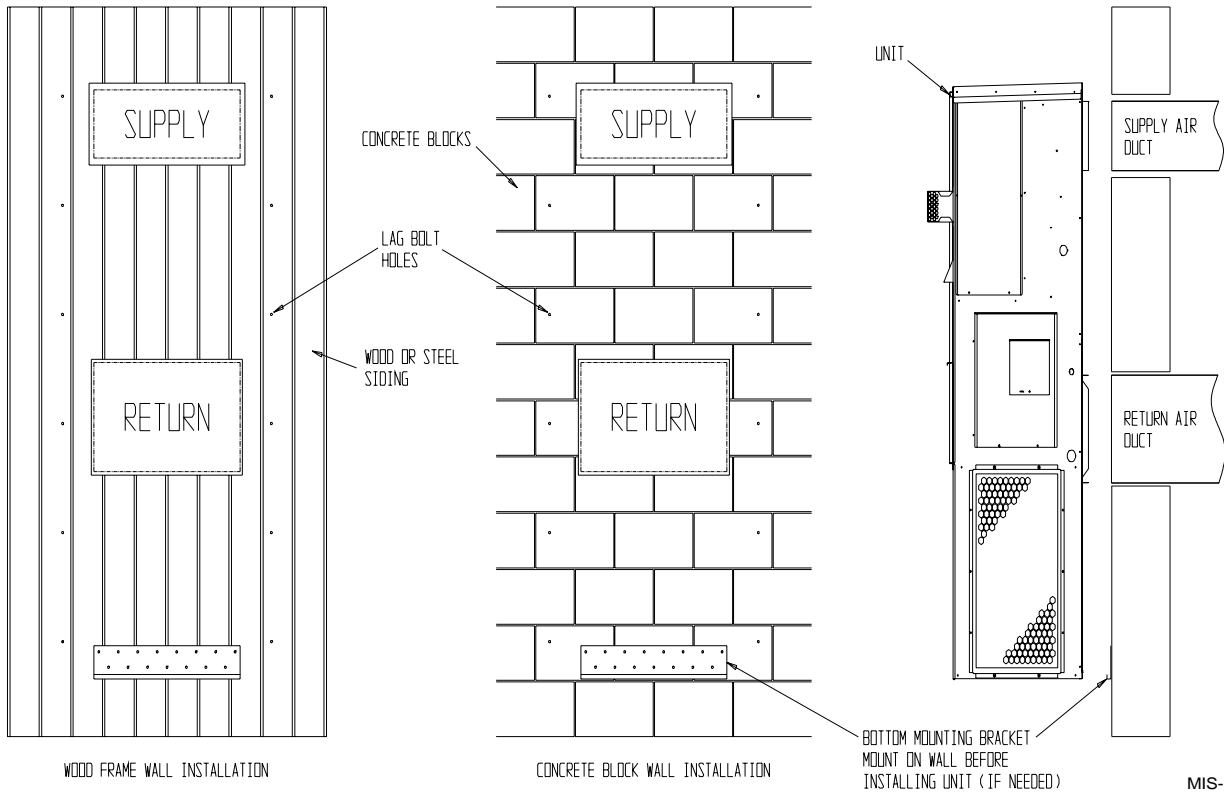 SUPPLY
RETURN
WOOD FRAME WALL INSTALLATION
CONCRETE BLOCKS
LAG BOLT
HOLES
WOOD OR STEEL
SIDING
SUPPLY
RETURN
CONCRETE BLOCK WALL INSTALLATION
UNIT
SUPPLY AIR
DUCT
RETURN AIR
DUCT
BOTTOM MOUNTING BRACKET
MOUNT ON WALL BEFORE
INSTALLING UNIT (IF NEEDED)
MIS-